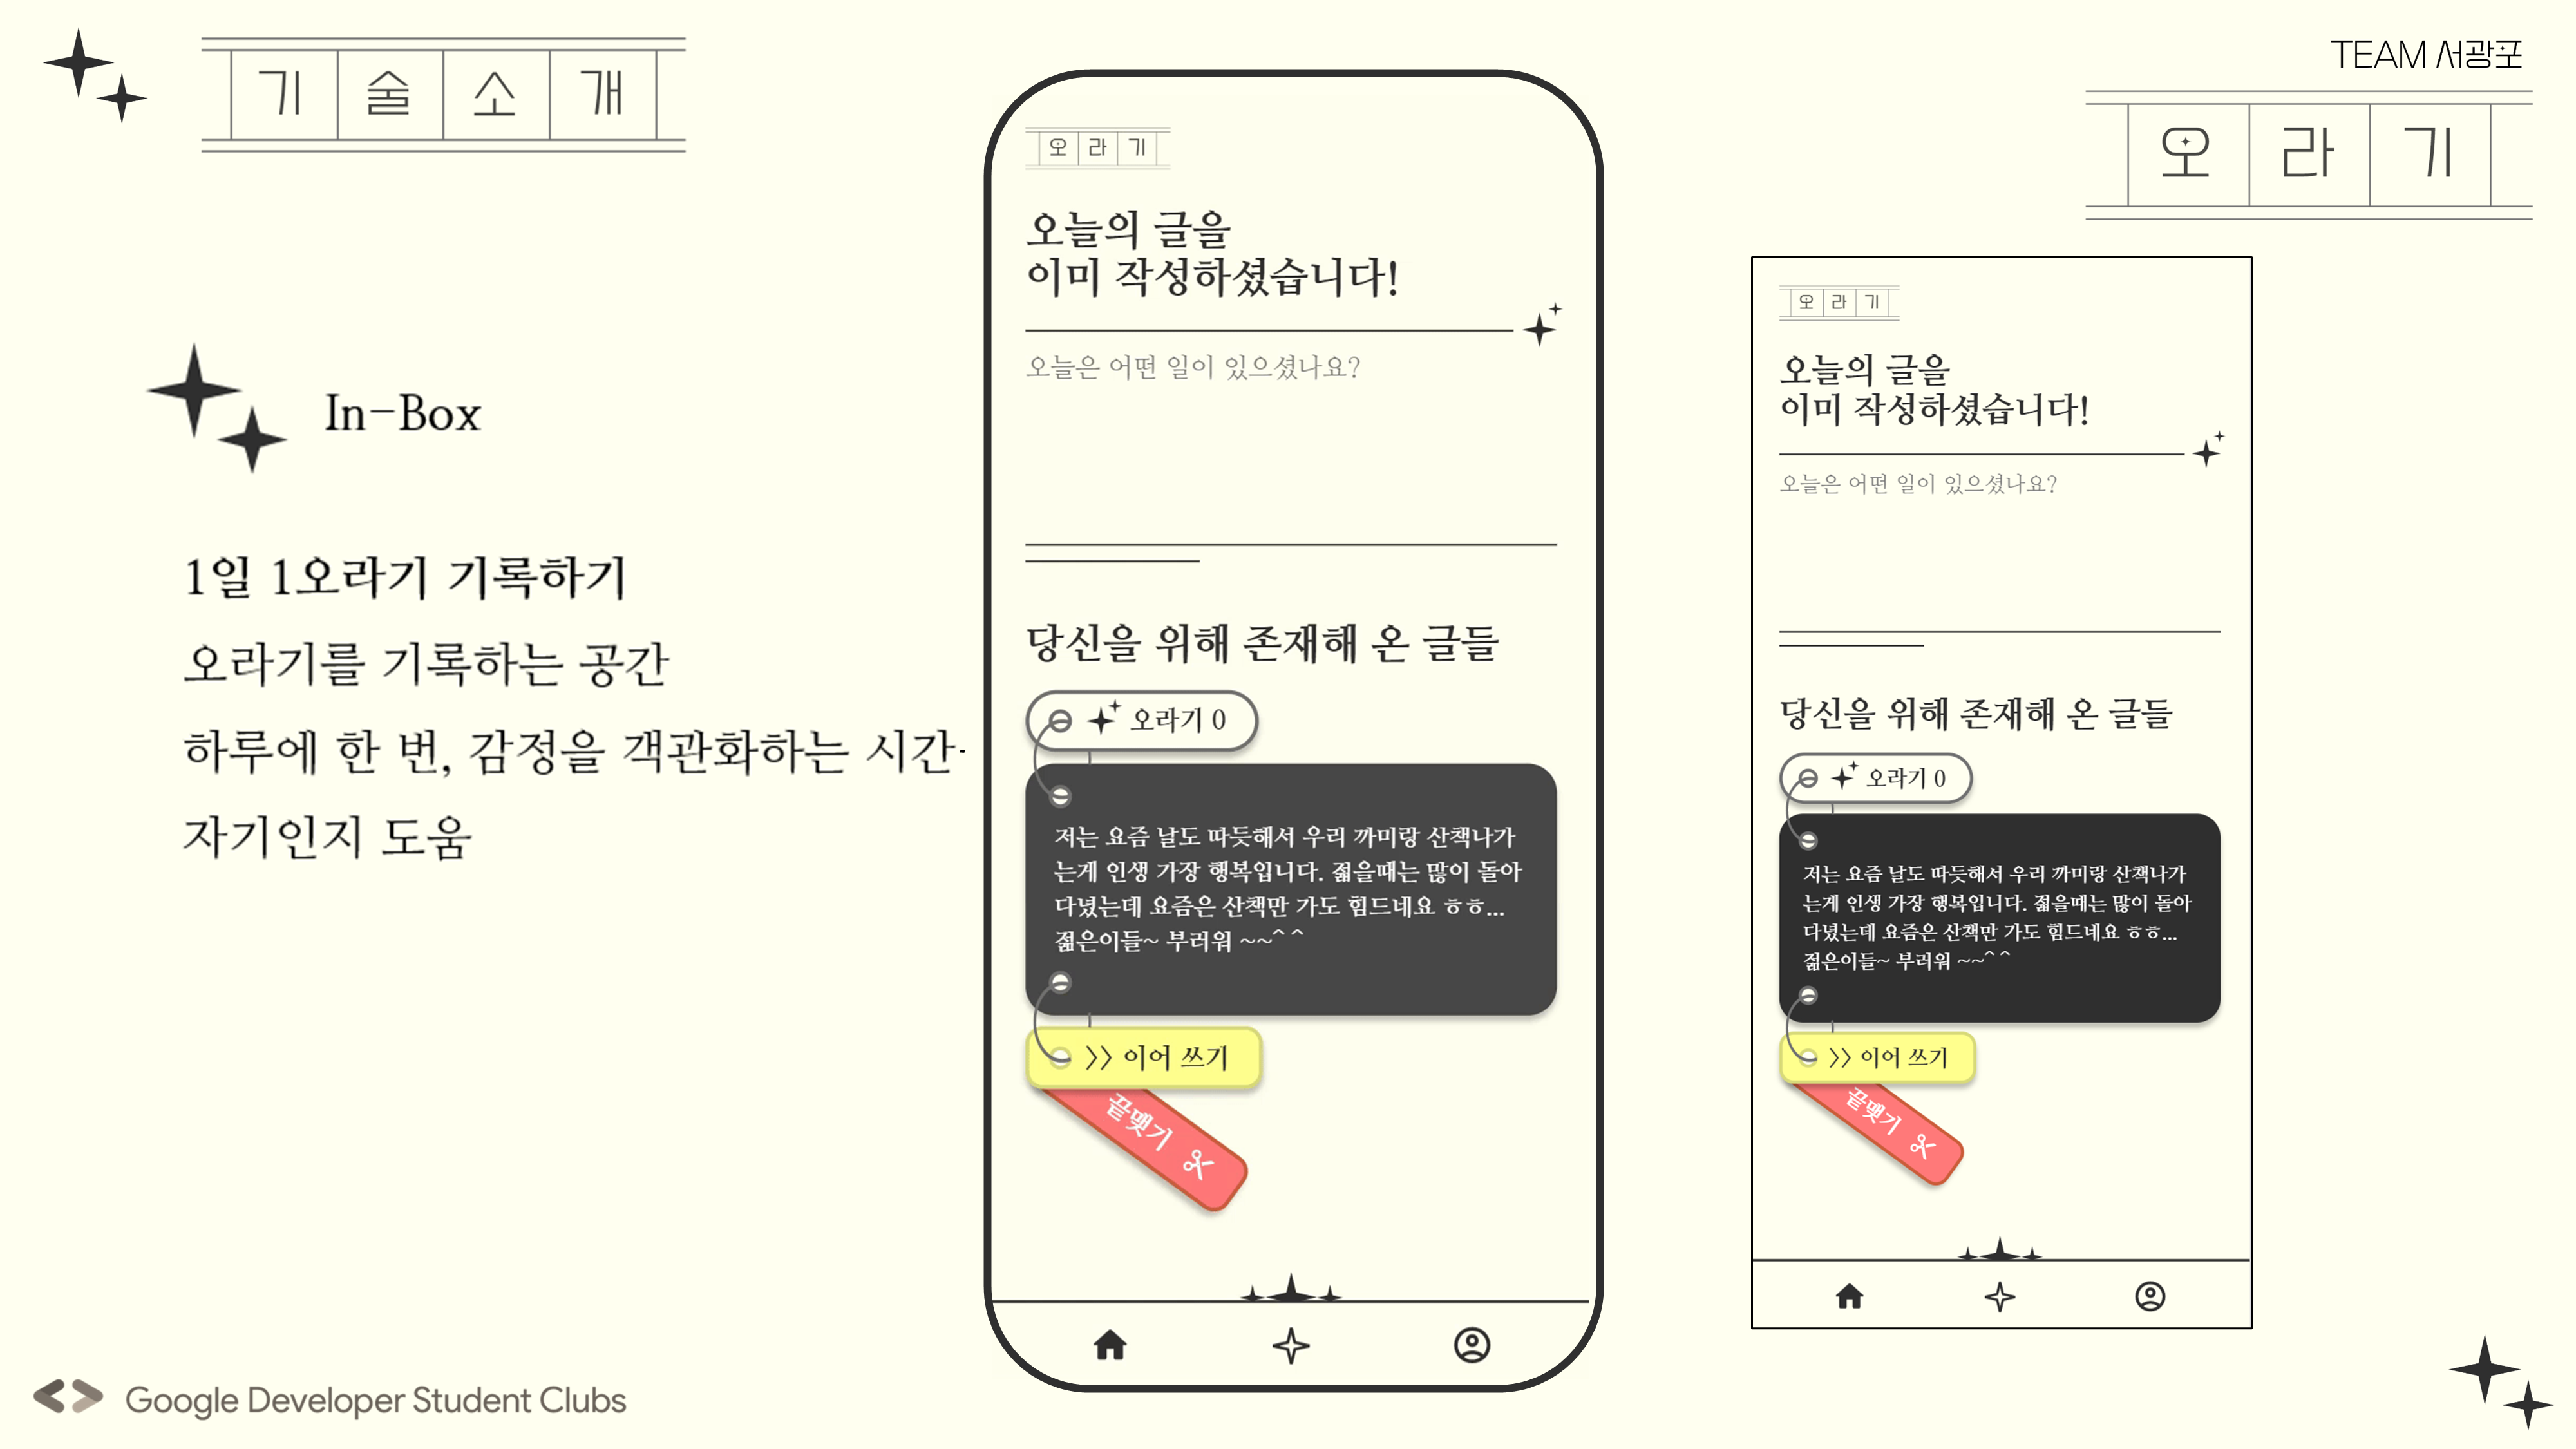 기술소개
TEAM 서광포
오라기
In-Box
1일 1오라기 기록하기
오라기를 기록하는 공간
하루에 한 번, 감정을 객관화하는 시간·
자기인지 도움
오라기
오늘의 글을
이미 작성하셨습니다!
오늘은 어떤 일이 있으셨나요?
당신을 위해 존재해 온 글들
오라기 0
저는 요즘 날도 따듯해서 우리 까미랑 산책나가
는게 인생 가장 행복입니다. 젋을때는 많이 돌아
다녔는데 요즘은 산책만 가도 힘드네요 ㅎㅎ...
젊은이들~ 부러워 ~~^^
>> 이어 쓰기
끝맺기
오라기
오늘의 글을
이미 작성하셨습니다!
오늘은 어떤 일이 있으셨나요?
당신을 위해 존재해 온 글들
오라기 0
저는 요즘 날도 따듯해서 우리 까미랑 산책나가
는게 인생 가장 행복입니다. 젋을때는 많이 돌아
다녔는데 요즘은 산책만 가도 힘드네요 ㅎㅎ...
젊은이들~ 부러워 ~~^^
>> 이어 쓰기
끝맺기
Google Developer Student Clubs